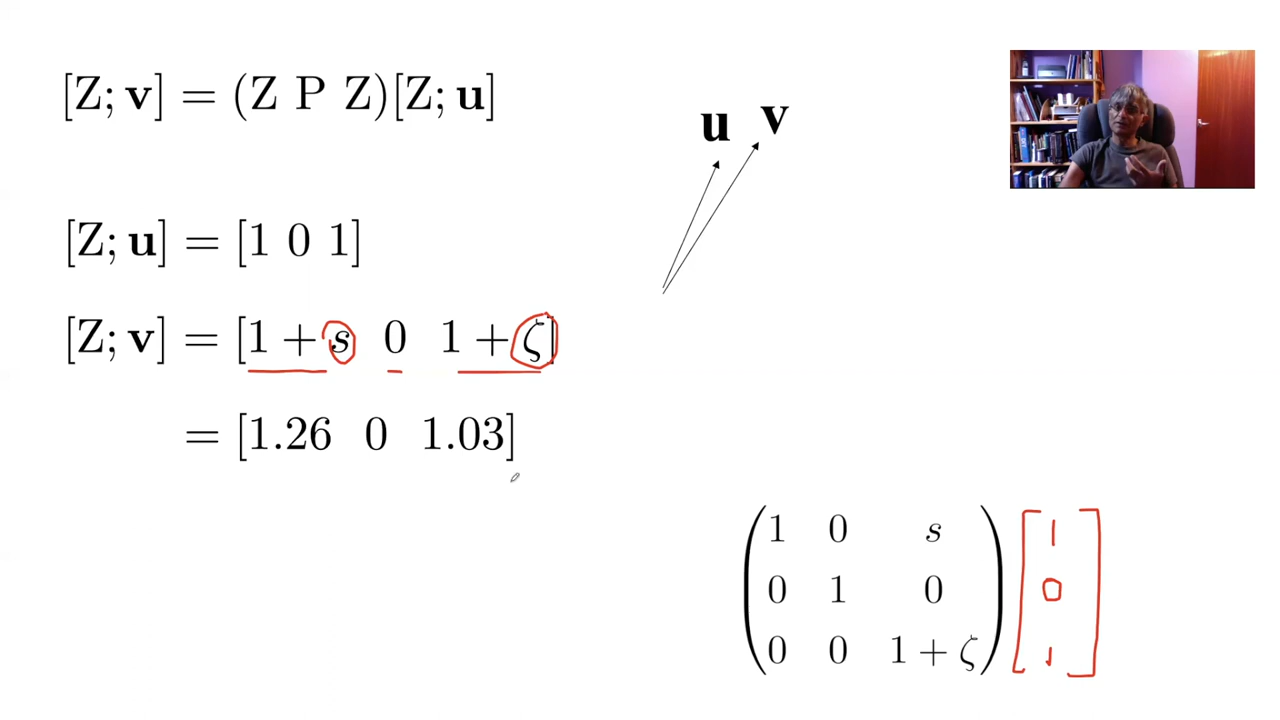 [Z; v] = (Z P Z)[Z; u]
u v
[Z; u] = [1 0 1]
[Z; v] = [1 + s 0 1 + ζ]
= [1.26 0 1.03]
1 0 s
0 1 0
0 0 1 + ζ
1
0
1